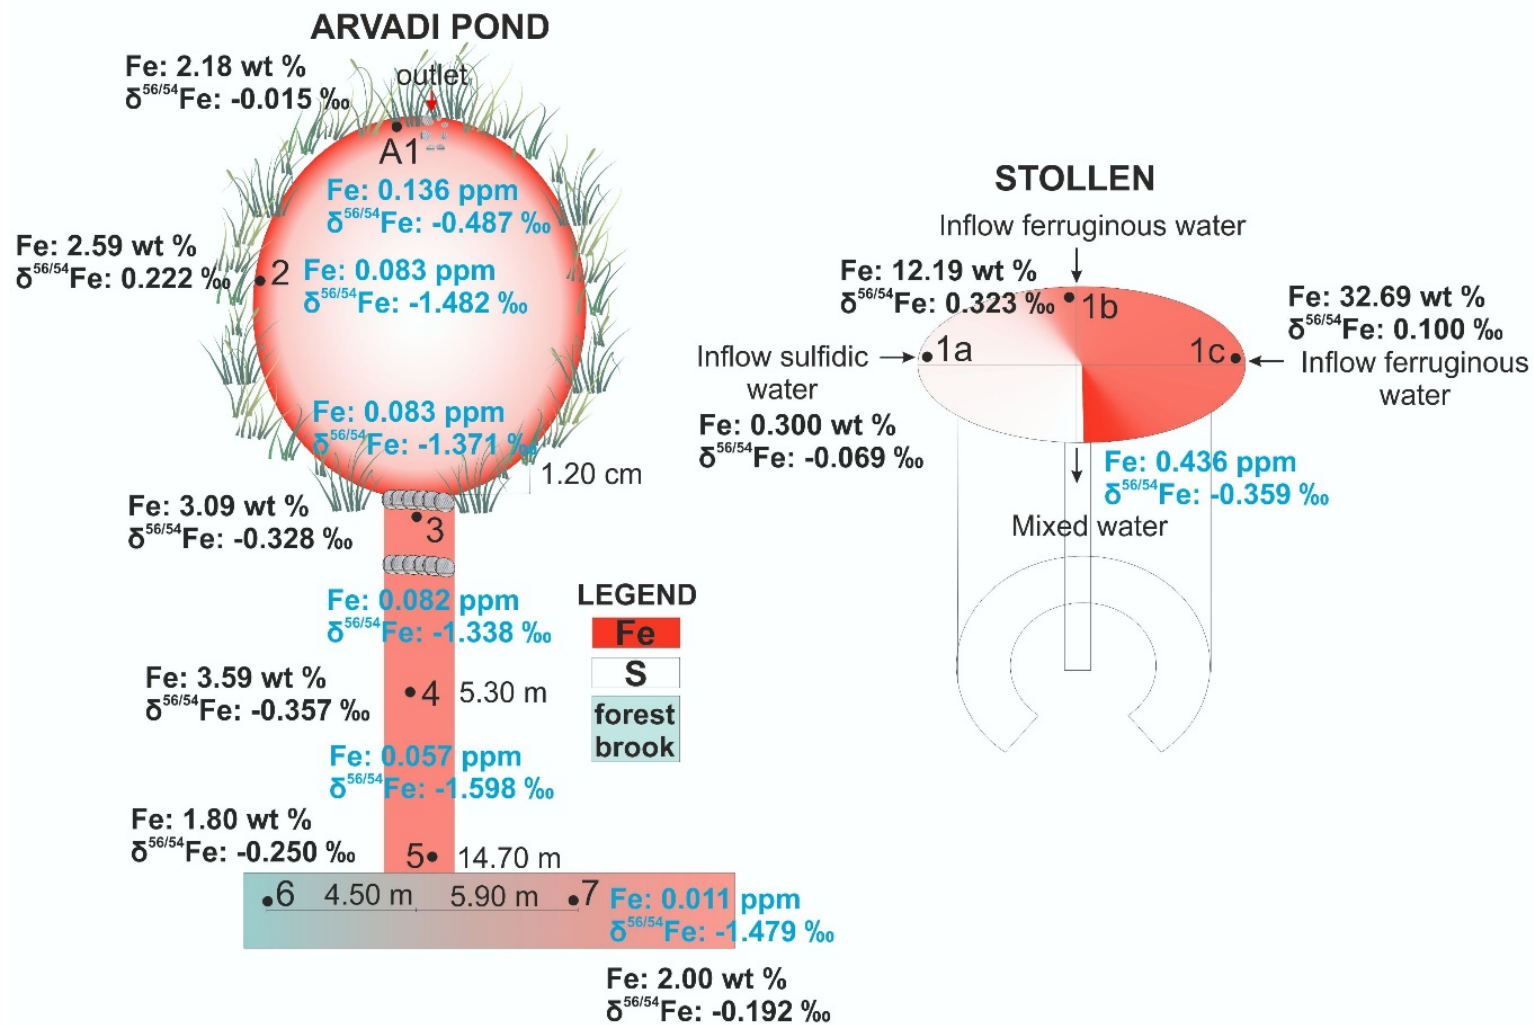 ARVADI POND
Fe: 2.18 wt %
δ56/54Fe: -0.015 ‰
outlet
A1
Fe: 0.136 ppm
δ56/54Fe: -0.487 ‰
Fe: 2.59 wt %
δ56/54Fe: 0.222 ‰
2
Fe: 0.083 ppm
δ56/54Fe: -1.482 ‰
Fe: 0.083 ppm
δ56/54Fe: -1.371 ‰
1.20 cm
Fe: 3.09 wt %
δ56/54Fe: -0.328 ‰
3
Fe: 0.082 ppm
δ56/54Fe: -1.338 ‰
Fe: 3.59 wt %
δ56/54Fe: -0.357 ‰
4
5.30 m
Fe: 0.057 ppm
δ56/54Fe: -1.598 ‰
Fe: 1.80 wt %
δ56/54Fe: -0.250 ‰
5
14.70 m
6
4.50 m
5.90 m
7
Fe: 0.011 ppm
δ56/54Fe: -1.479 ‰
Fe: 2.00 wt %
δ56/54Fe: -0.192 ‰
LEGEND
Fe
S
forest
brook
STOLLEN
Inflow ferruginous water
Fe: 12.19 wt %
δ56/54Fe: 0.323 ‰
1b
Fe: 32.69 wt %
δ56/54Fe: 0.100 ‰
Inflow sulfidic
water
1a
1c
Inflow ferruginous
water
Fe: 0.300 wt %
δ56/54Fe: -0.069 ‰
Fe: 0.436 ppm
δ56/54Fe: -0.359 ‰
Mixed water